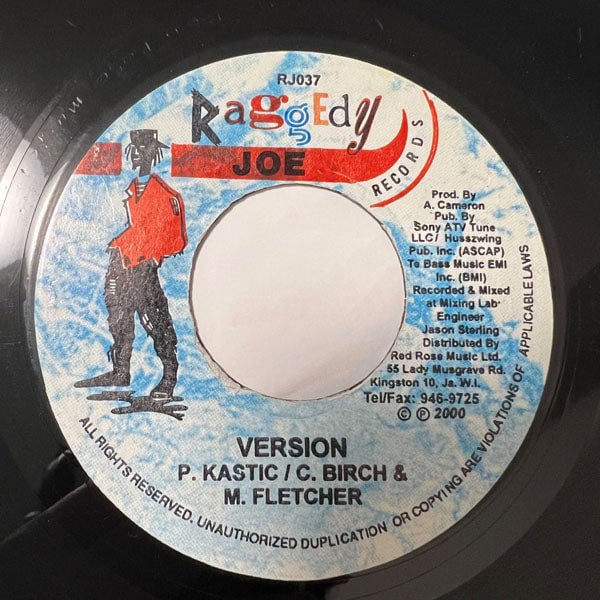 RJ037
RaggEdy
JOE
RECORDS
Prod. By
A. Cameron
Pub. By
Sony ATV Tune
LLC/ Husszwing
Pub. Inc. (ASCAP)
Te Bass Music EMI
Inc. (BMI)
Recorded & Mixed
at Mixing Lab
Engineer
Jason Sterling
Distributed By
Red Rose Music Ltd.
55 Lady Musgrave Rd.
Kingston 10, Ja. W.I.
Tel/Fax: 946-9725
© ℗ 2000
VERSION
P. KASTIC / C. BIRCH &
M. FLETCHER
ALL RIGHTS RESERVED. UNAUTHORIZED DUPLICATION OR COPYING ARE VIOLATIONS OF APPLICABLE LAWS